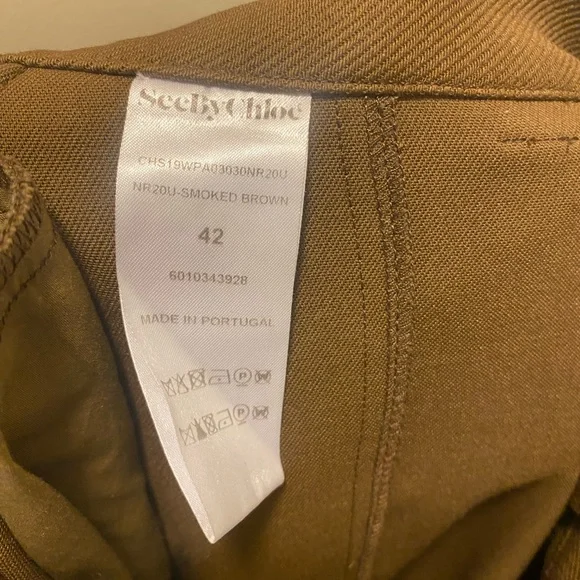 SeeByChloé
CHS19WPA03030NR20U
NR20U-SMOKED BROWN
42
6010343928
MADE IN PORTUGAL
P
P